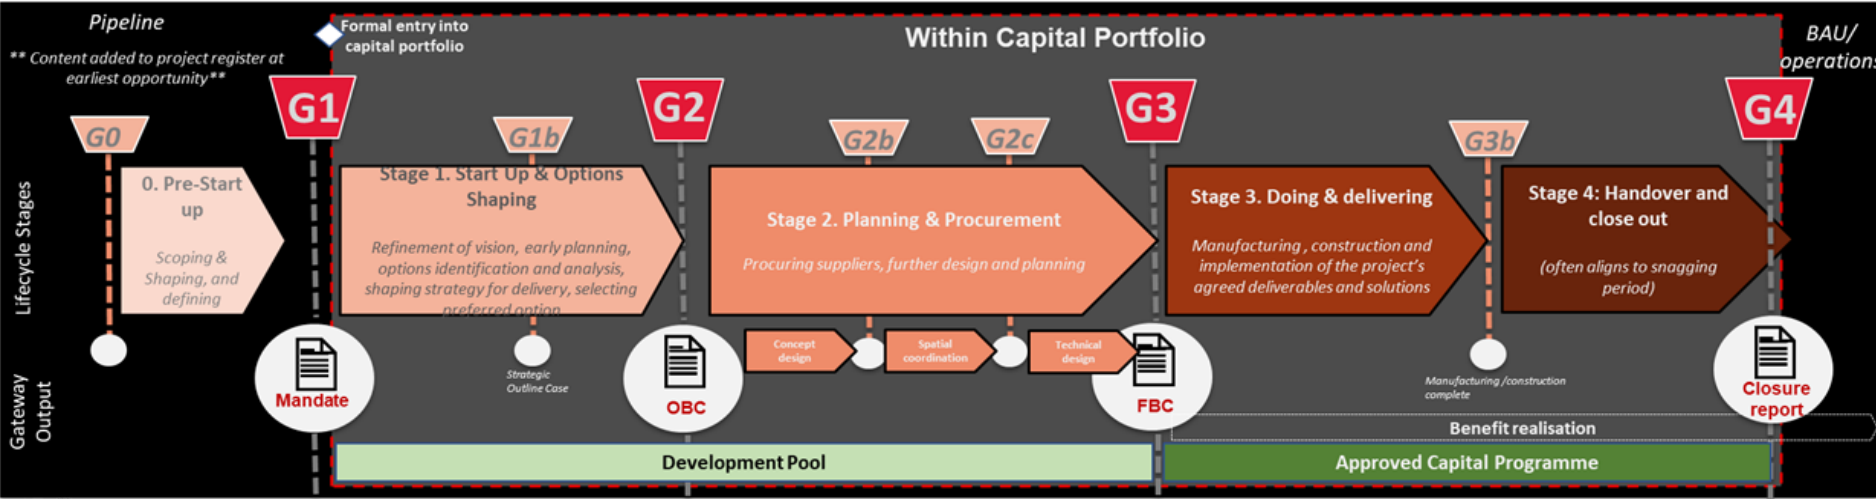 Pipeline
** Content added to project register at
earliest opportunity**
Formal entry into
capital portfolio
Within Capital Portfolio
BAU/
operations
G0
G1
G1b
G2
G2b
G2c
G3
G3b
G4
Lifecycle Stages
0. Pre-Start
up
Scoping &
Shaping, and
defining
Stage 1. Start Up & Options
Shaping
Refinement of vision, early planning,
options identification and analysis,
shaping strategy for delivery, selecting
preferred option
Stage 2. Planning & Procurement
Procuring suppliers, further design and planning
Stage 3. Doing & delivering
Manufacturing , construction and
implementation of the project's
agreed deliverables and solutions
Stage 4: Handover and
close out
(often aligns to snagging
period)
Gateway
Output
Mandate
Strategic
Outline Case
OBC
Concept
design
Spatial
coordination
Technical
design
FBC
Manufacturing /construction
complete
Closure
report
Benefit realisation
Development Pool
Approved Capital Programme